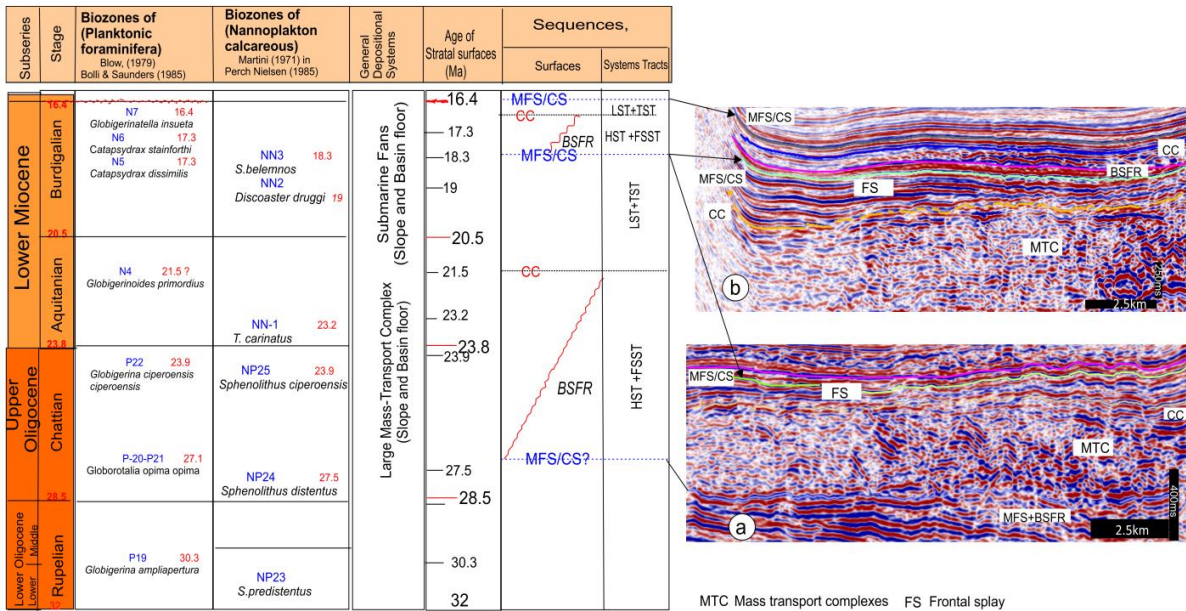 Subseries
Stage
Biozones of
(Planktonic
foraminifera)
Blow, (1979)
Bolli & Saunders (1985)
Biozones of
(Nannoplakton
calcareous)
Martini (1971) in
Perch Nielsen (1985)
General
Depositional
Systems
Age of
Stratal surfaces
(Ma)
Sequences,
Surfaces
Systems Tracts
Lower Miocene
Upper
Oligocene
Lower Oligocene
Lower
Middle
16.4
Burdigalian
20.5
Aquitanian
23.8
Chattian
28.5
Rupelian
32
N7 16.4
Globigerinatella insueta
N6 17.3
Catapsydrax stainforthi
N5 17.3
Catapsydrax dissimilis
N4 21.5 ?
Globigerinoides primordius
P22 23.9
Globigerina ciperoensis
ciperoensis
P-20-P21 27.1
Globorotalia opima opima
P19 30.3
Globigerina ampliapertura
NN3 18.3
S.belemnos
NN2
Discoaster druggi 19
NN-1 23.2
T. carinatus
NP25 23.9
Sphenolithus ciperoensis
NP24 27.5
Sphenolithus distentus
NP23
S.predistentus
Submarine Fans
(Slope and Basin floor)
Large Mass-Transport Complex
(Slope and Basin floor)
16.4
17.3
18.3
19
20.5
21.5
23.2
23.8
23.9
27.5
28.5
30.3
32
MFS/CS
CC
BSFR
MFS/CS
CC
BSFR
MFS/CS?
LST+TST
HST +FSST
LST+TST
HST +FSST
MFS/CS
CC
BSFR
MFS/CS
FS
CC
MTC
b
2.5km
MFS/CS
FS
CC
MTC
400ms
MFS+BSFR
a
2.5km
MTC Mass transport complexes FS Frontal splay